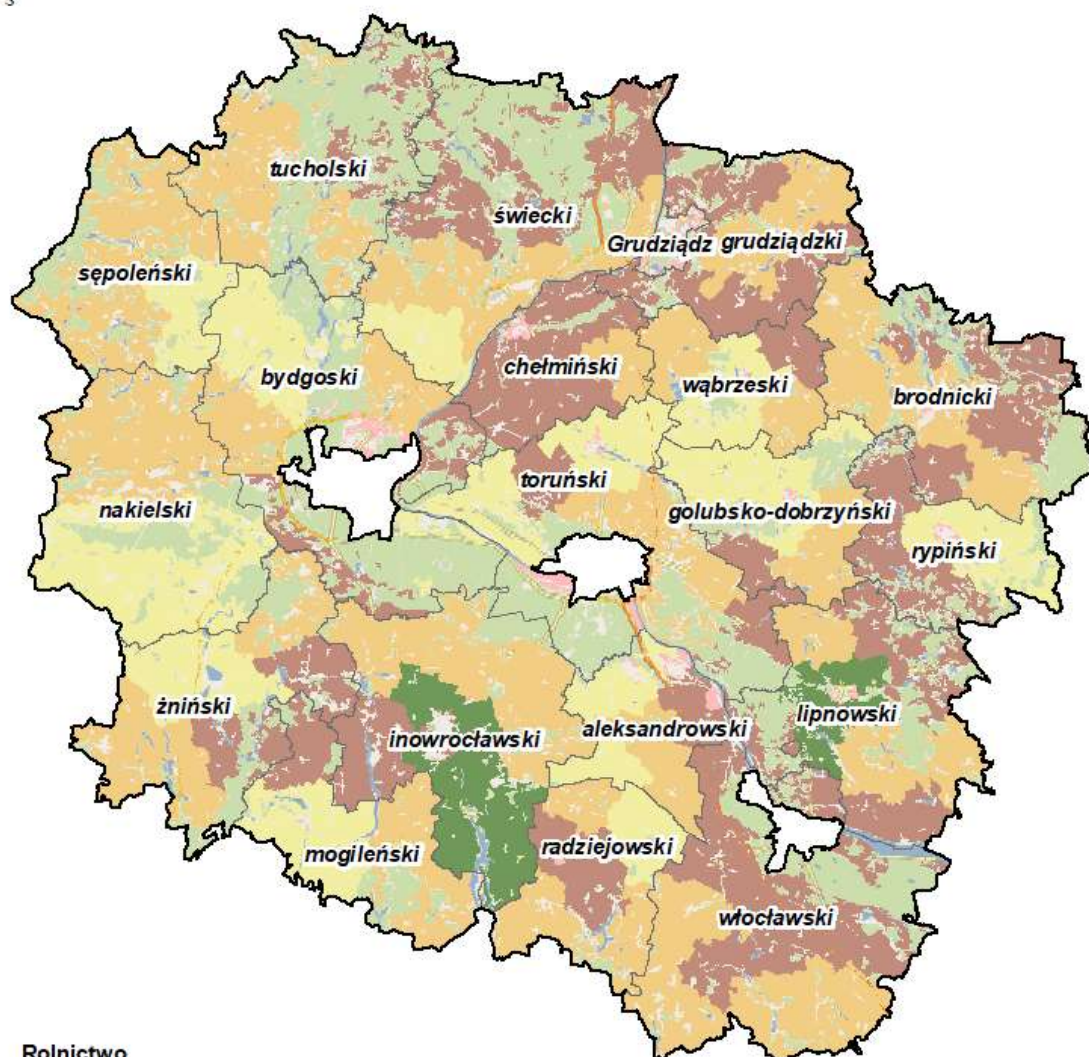 3
tucholski
świecki
Grudziądz grudziądzki
sępoleński
bydgoski
chełmiński
wąbrzeski
brodnicki
toruński
nakielski
golubsko-dobrzyński
rypiński
żniński
inowrocławski
aleksandrowski
lipnowski
mogileński
radziejowski
włocławski
Rolnictwo